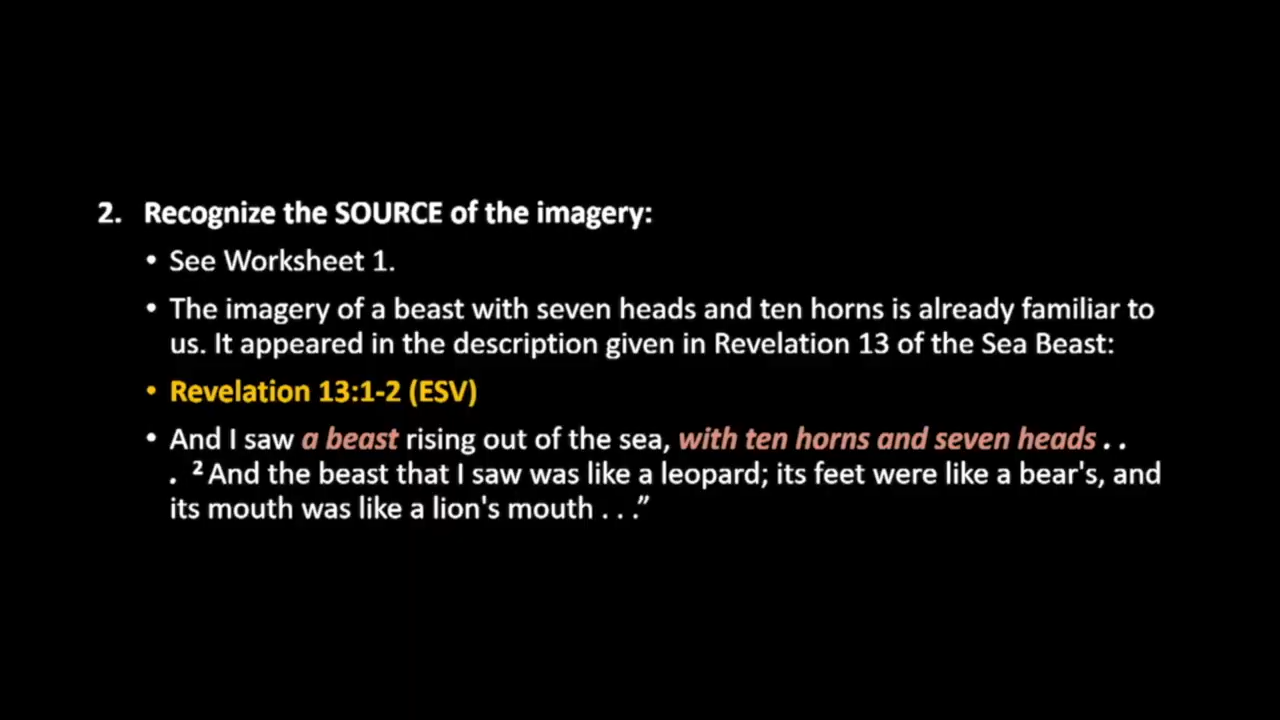 2. Recognize the SOURCE of the imagery:
• See Worksheet 1.
• The imagery of a beast with seven heads and ten horns is already familiar to
us. It appeared in the description given in Revelation 13 of the Sea Beast:
• Revelation 13:1-2 (ESV)
• And I saw a beast rising out of the sea, with ten horns and seven heads . .
. ² And the beast that I saw was like a leopard; its feet were like a bear's, and
its mouth was like a lion's mouth . . .”